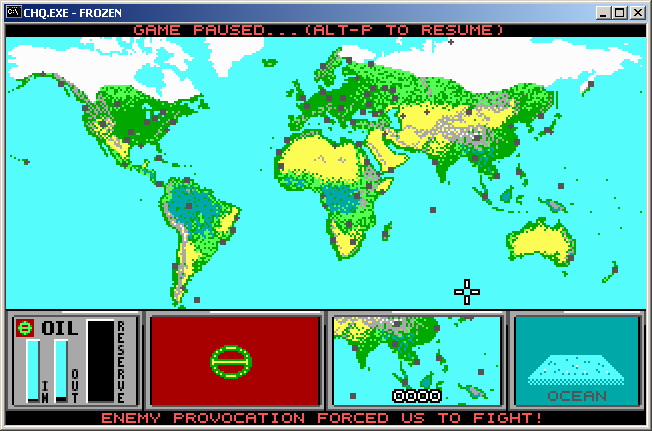 CHQ.EXE - FROZEN
GAME PAUSED...(ALT-P TO RESUME)
OIL
IN
OUT
RESERVE
OCEAN
ENEMY PROVOCATION FORCED US TO FIGHT!